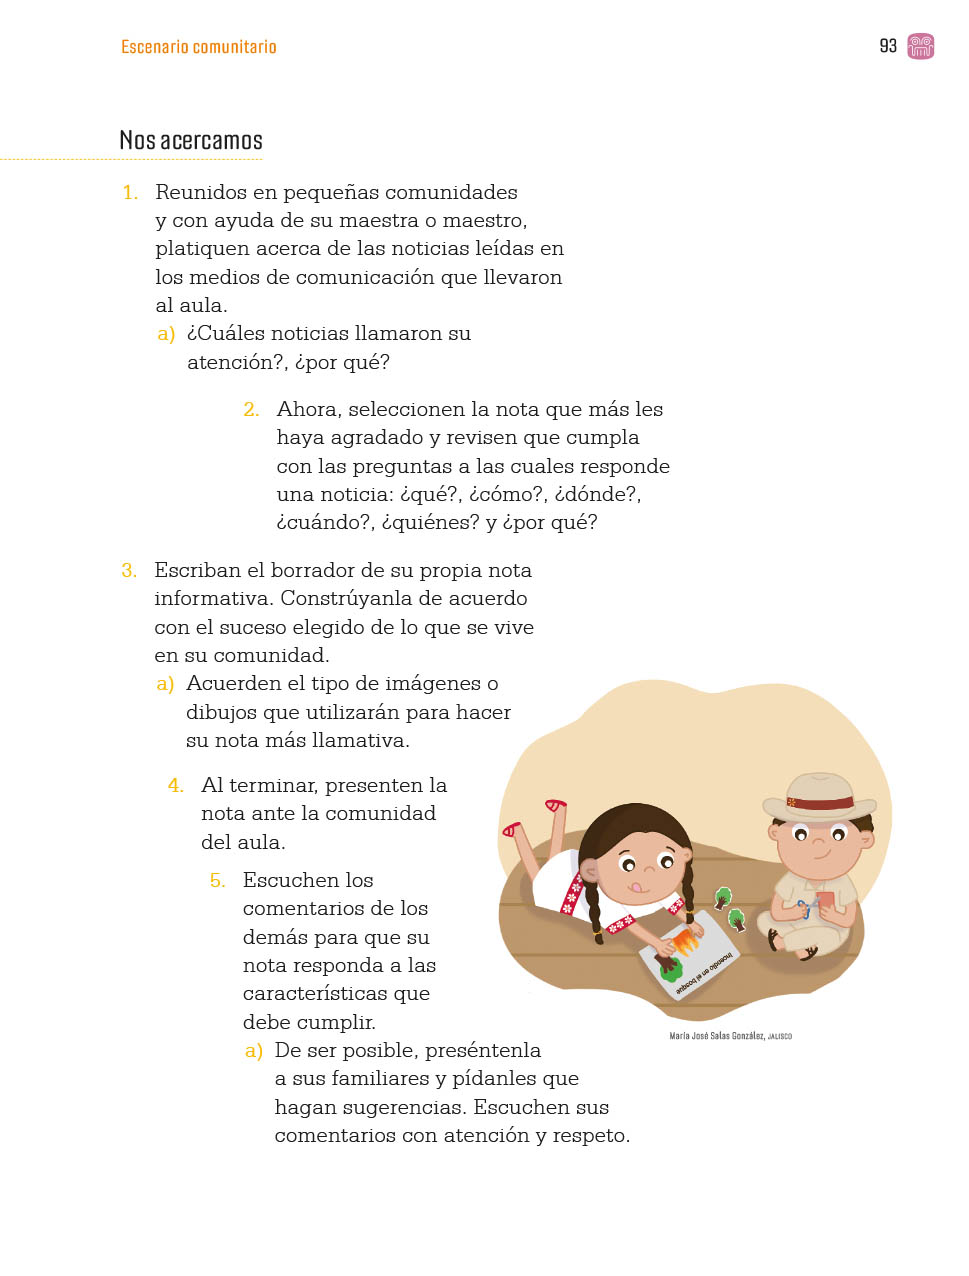 Escenario comunitario
93
Nos acercamos
1. Reunidos en pequeñas comunidades
y con ayuda de su maestra o maestro,
platiquen acerca de las noticias leídas en
los medios de comunicación que llevaron
al aula.
a) ¿Cuáles noticias llamaron su
atención?, ¿por qué?
2. Ahora, seleccionen la nota que más les
haya agradado y revisen que cumpla
con las preguntas a las cuales responde
una noticia: ¿qué?, ¿cómo?, ¿dónde?,
¿cuándo?, ¿quiénes? y ¿por qué?
3. Escriban el borrador de su propia nota
informativa. Constrúyanla de acuerdo
con el suceso elegido de lo que se vive
en su comunidad.
a) Acuerden el tipo de imágenes o
dibujos que utilizarán para hacer
su nota más llamativa.
4. Al terminar, presenten la
nota ante la comunidad
del aula.
5. Escuchen los
comentarios de los
demás para que su
nota responda a las
características que
debe cumplir.
a) De ser posible, preséntenla
a sus familiares y pídanles que
hagan sugerencias. Escuchen sus
comentarios con atención y respeto.
Incendio en el bosque
María José Salas González, JALISCO